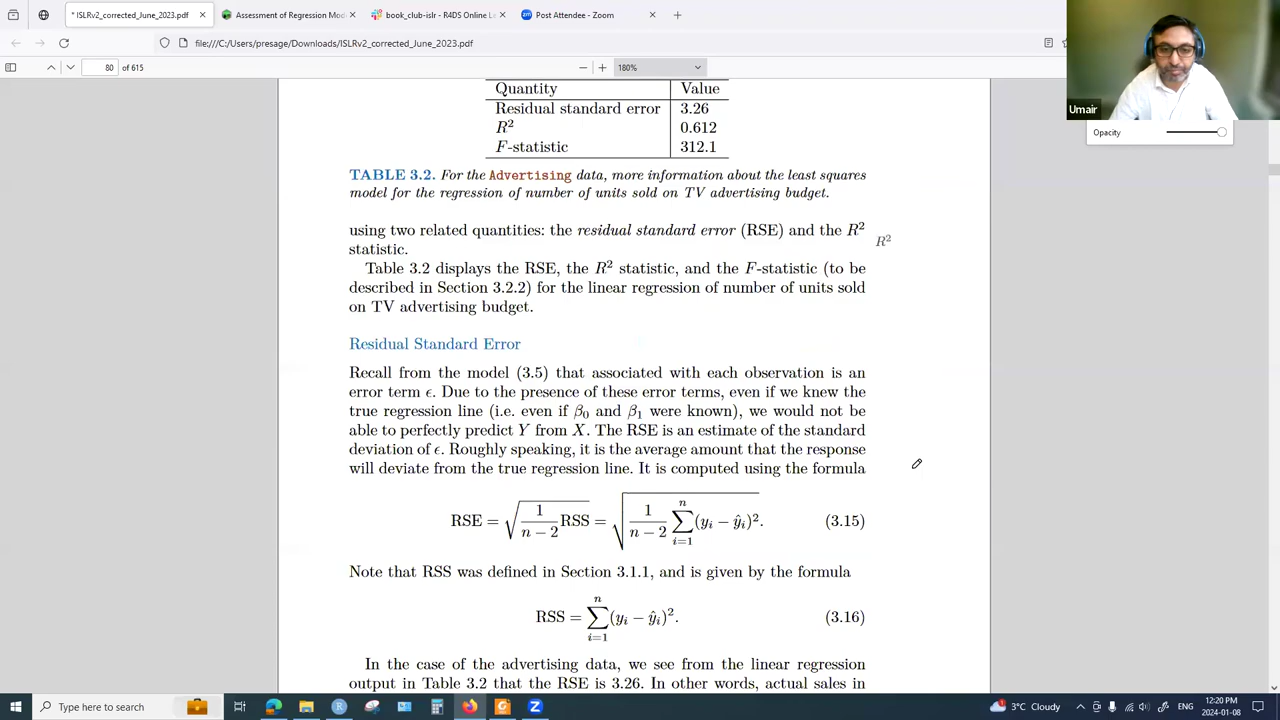 * ISLRv2_corrected_June_2023.pdf
Assessment of Regression Mode
book_club-islr - R4DS Online Le
Post Attendee - Zoom
file:///C:/Users/presage/Downloads/ISLRv2_corrected_June_2023.pdf
80 of 615
180%
Umair
Opacity
Quantity Value
Residual standard error 3.26
R² 0.612
F-statistic 312.1
TABLE 3.2. For the Advertising data, more information about the least squares
model for the regression of number of units sold on TV advertising budget.
using two related quantities: the residual standard error (RSE) and the R²
R²
statistic.
Table 3.2 displays the RSE, the R² statistic, and the F-statistic (to be
described in Section 3.2.2) for the linear regression of number of units sold
on TV advertising budget.
Residual Standard Error
Recall from the model (3.5) that associated with each observation is an
error term ϵ. Due to the presence of these error terms, even if we knew the
true regression line (i.e. even if β₀ and β₁ were known), we would not be
able to perfectly predict Y from X. The RSE is an estimate of the standard
deviation of ϵ. Roughly speaking, it is the average amount that the response
will deviate from the true regression line. It is computed using the formula
RSE = √(1/(n − 2) RSS) = √(1/(n − 2) ∑ᵢ₌₁ⁿ (yᵢ − ŷᵢ)²). (3.15)
Note that RSS was defined in Section 3.1.1, and is given by the formula
RSS = ∑ᵢ₌₁ⁿ (yᵢ − ŷᵢ)². (3.16)
In the case of the advertising data, we see from the linear regression
output in Table 3.2 that the RSE is 3.26. In other words, actual sales in
Type here to search
3°C Cloudy
12:20 PM
2024-01-08